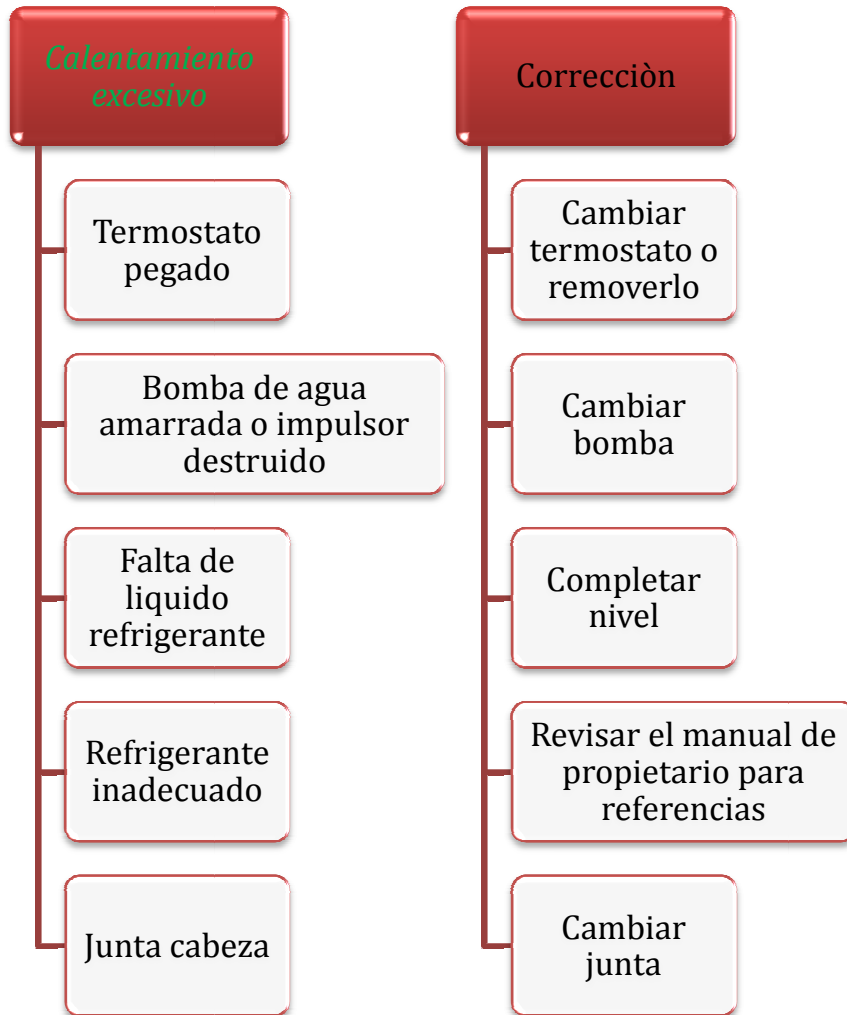 Calentamiento
excesivo
Termostato
pegado
Bomba de agua
amarrada o impulsor
destruido
Falta de
liquido
refrigerante
Refrigerante
inadecuado
Junta cabeza
Correcciòn
Cambiar
termostato o
removerlo
Cambiar
bomba
Completar
nivel
Revisar el manual de
propietario para
referencias
Cambiar
junta